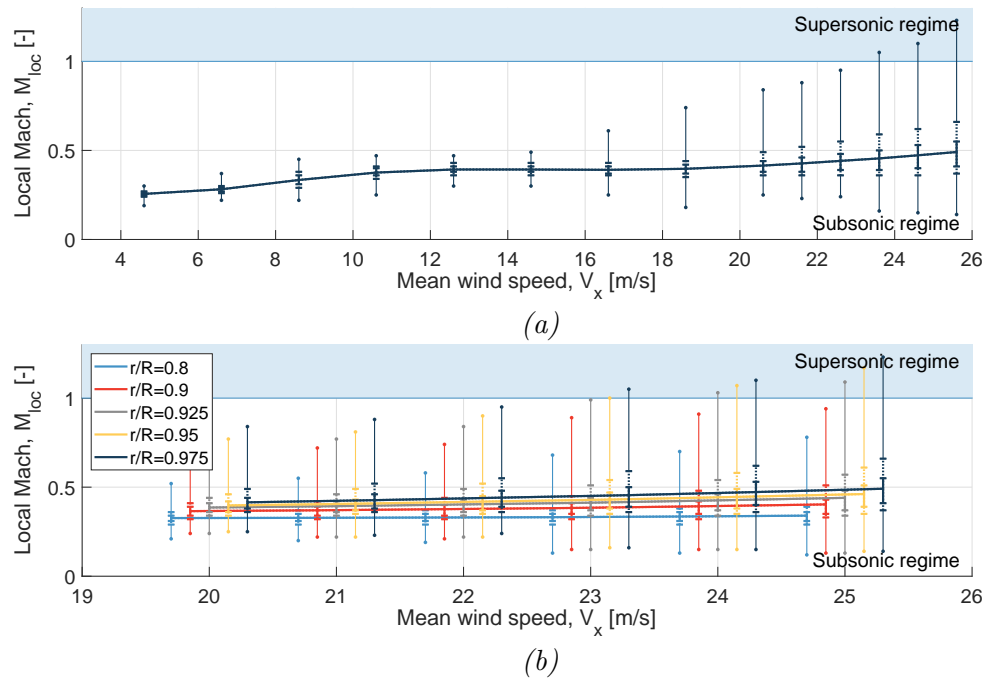 Supersonic regime
1
0.5
0
Local Mach, M_loc [-]
Subsonic regime
4 6 8 10 12 14 16 18 20 22 24 26
Mean wind speed, V_x [m/s]
(a)
r/R=0.8
r/R=0.9
r/R=0.925
r/R=0.95
r/R=0.975
Supersonic regime
1
0.5
0
Local Mach, M_loc [-]
Subsonic regime
19 20 21 22 23 24 25 26
Mean wind speed, V_x [m/s]
(b)